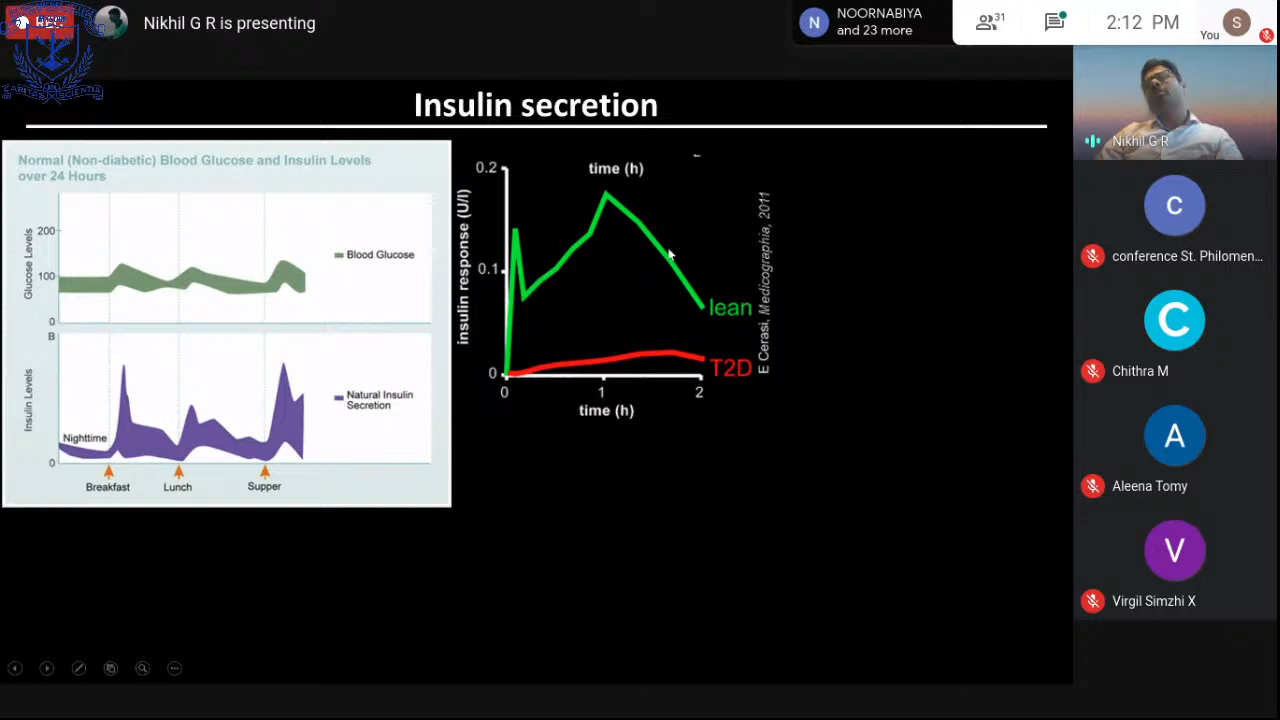 Nikhil G R is presenting
N
NOORNABIYA
and 23 more
31
2:12 PM
You
S
CARITAS SCIENTIA
Insulin secretion
Normal (Non-diabetic) Blood Glucose and Insulin Levels
over 24 Hours
Glucose Levels
200
100
0
Blood Glucose
B
Insulin Levels
0
Nighttime
Natural Insulin
Secretion
Breakfast
Lunch
Supper
time (h)
insulin response (U/l)
0.2
0.1
0
lean
T2D
0
1
2
time (h)
E Cerasi, Medicographia, 2011
Nikhil G R
C
conference St. Philomen...
C
Chithra M
A
Aleena Tomy
V
Virgil Simzhi X